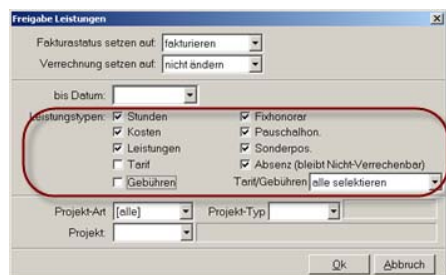 Freigabe Leistungen
Fakturastatus setzen auf: fakturieren
Verrechnung setzen auf: nicht ändern
bis Datum:
Leistungstypen: Stunden Fixhonorar
Kosten Pauschalhon.
Leistungen Sonderpos.
Tarif Absenz (bleibt Nicht-Verrechenbar)
Gebühren Tarif/Gebühren alle selektieren
Projekt-Art [alle] Projekt-Typ
Projekt:
Ok Abbruch